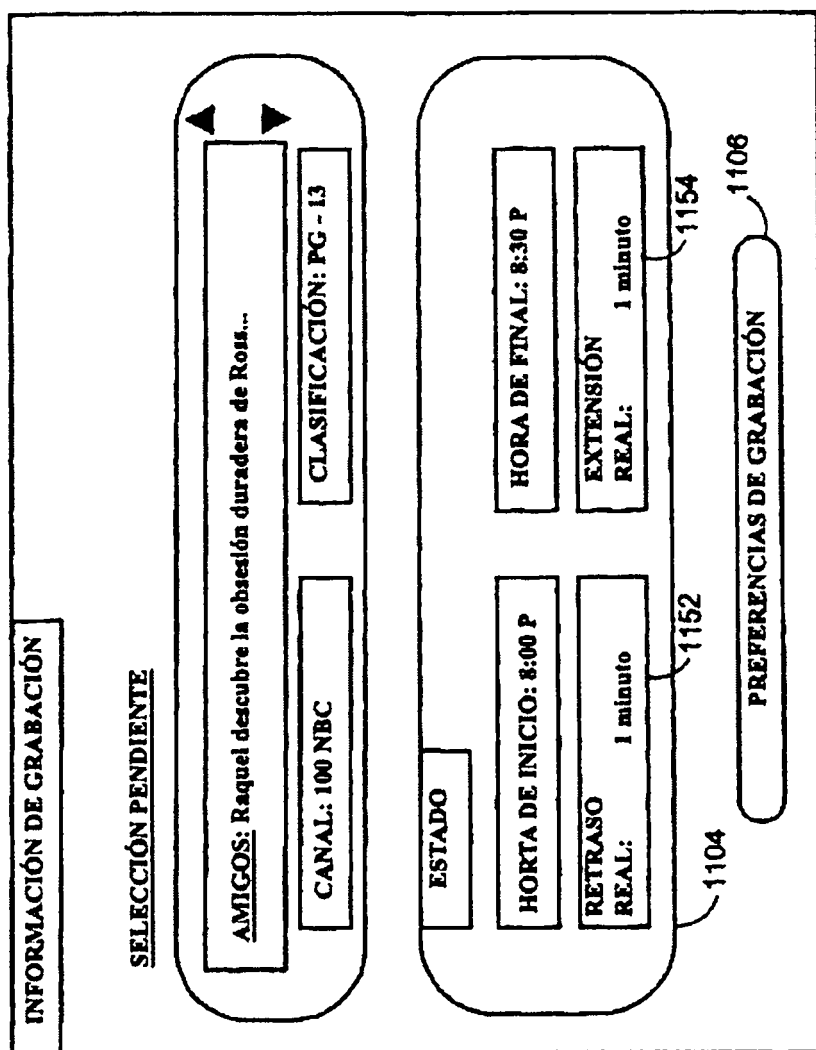 INFORMACIÓN DE GRABACIÓN
SELECCIÓN PENDIENTE
AMIGOS: Raquel descubre la obsesión duradera de Ross...
CANAL: 100 NBC
CLASIFICACIÓN: PG - 13
ESTADO
HORTA DE INICIO: 8:00 P
HORA DE FINAL: 8:30 P
RETRASO
REAL: 1 minuto
EXTENSIÓN
REAL: 1 minuto
1152
1154
1104
PREFERENCIAS DE GRABACIÓN
1106